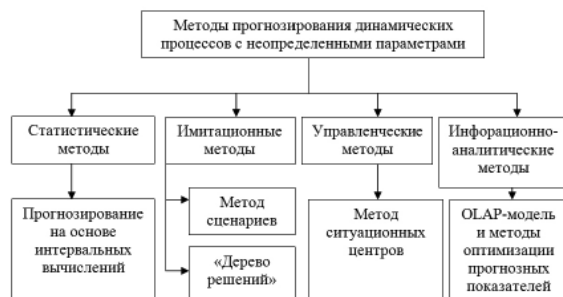 Методы прогнозирования динамических
процессов с неопределенными параметрами
Статистические
методы
Имитационные
методы
Управленческие
методы
Инфорационно-
аналитические
методы
Прогнозирование
на основе
интервальных
вычислений
Метод
сценариев
«Дерево
решений»
Метод
ситуационных
центров
OLAP-модель
и методы
оптимизации
прогнозных
показателей